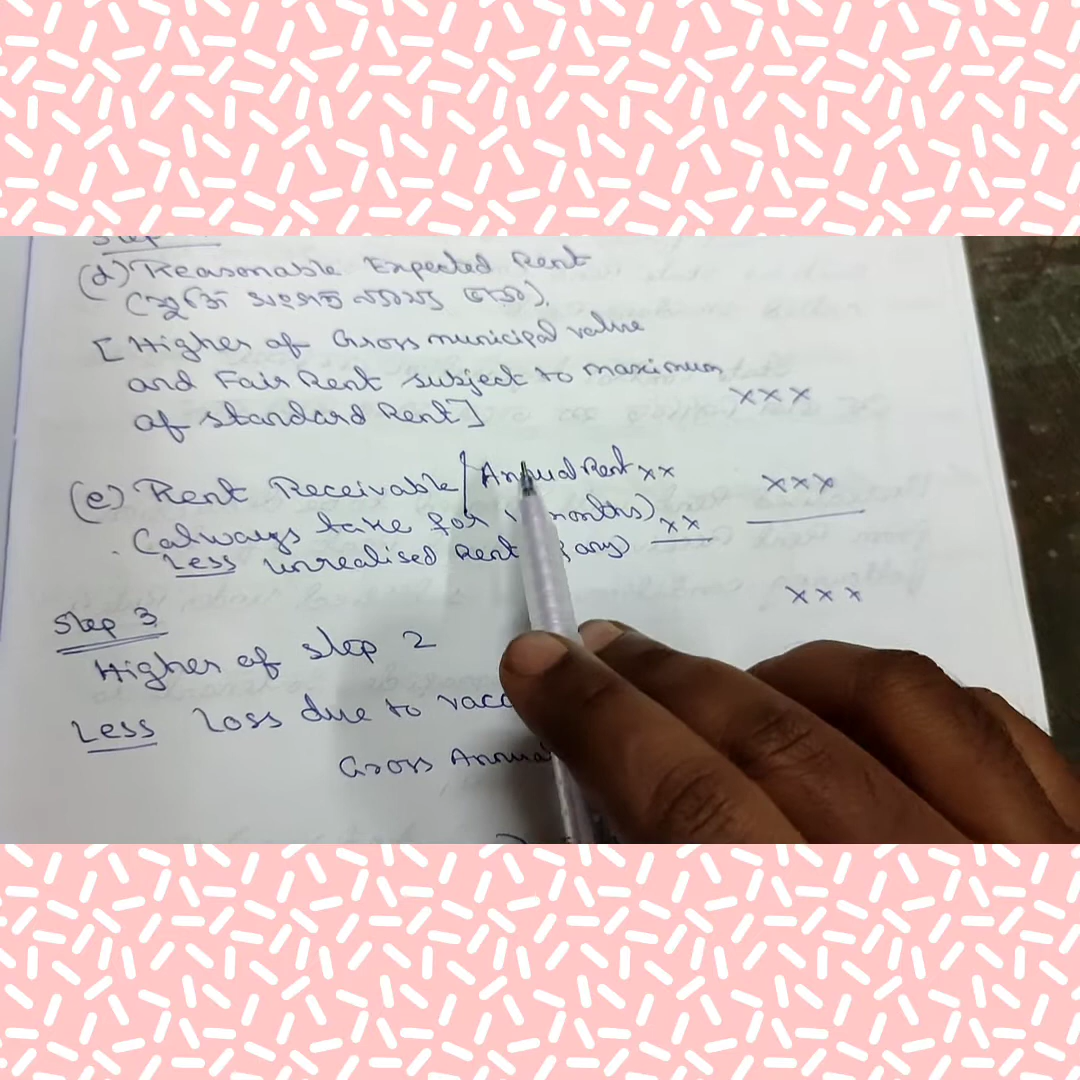 (d) Reasonable Expected Rent
[Higher of Gross municipal value
and Fair Rent subject to maximum
of standard Rent] xxx
(e) Rent Receivable / Annual Rent xx xxx
(always take for months) xx
Less unrealised Rent any)
xxx
Step 3
Higher of step 2
Less Loss due to
Gross Annual